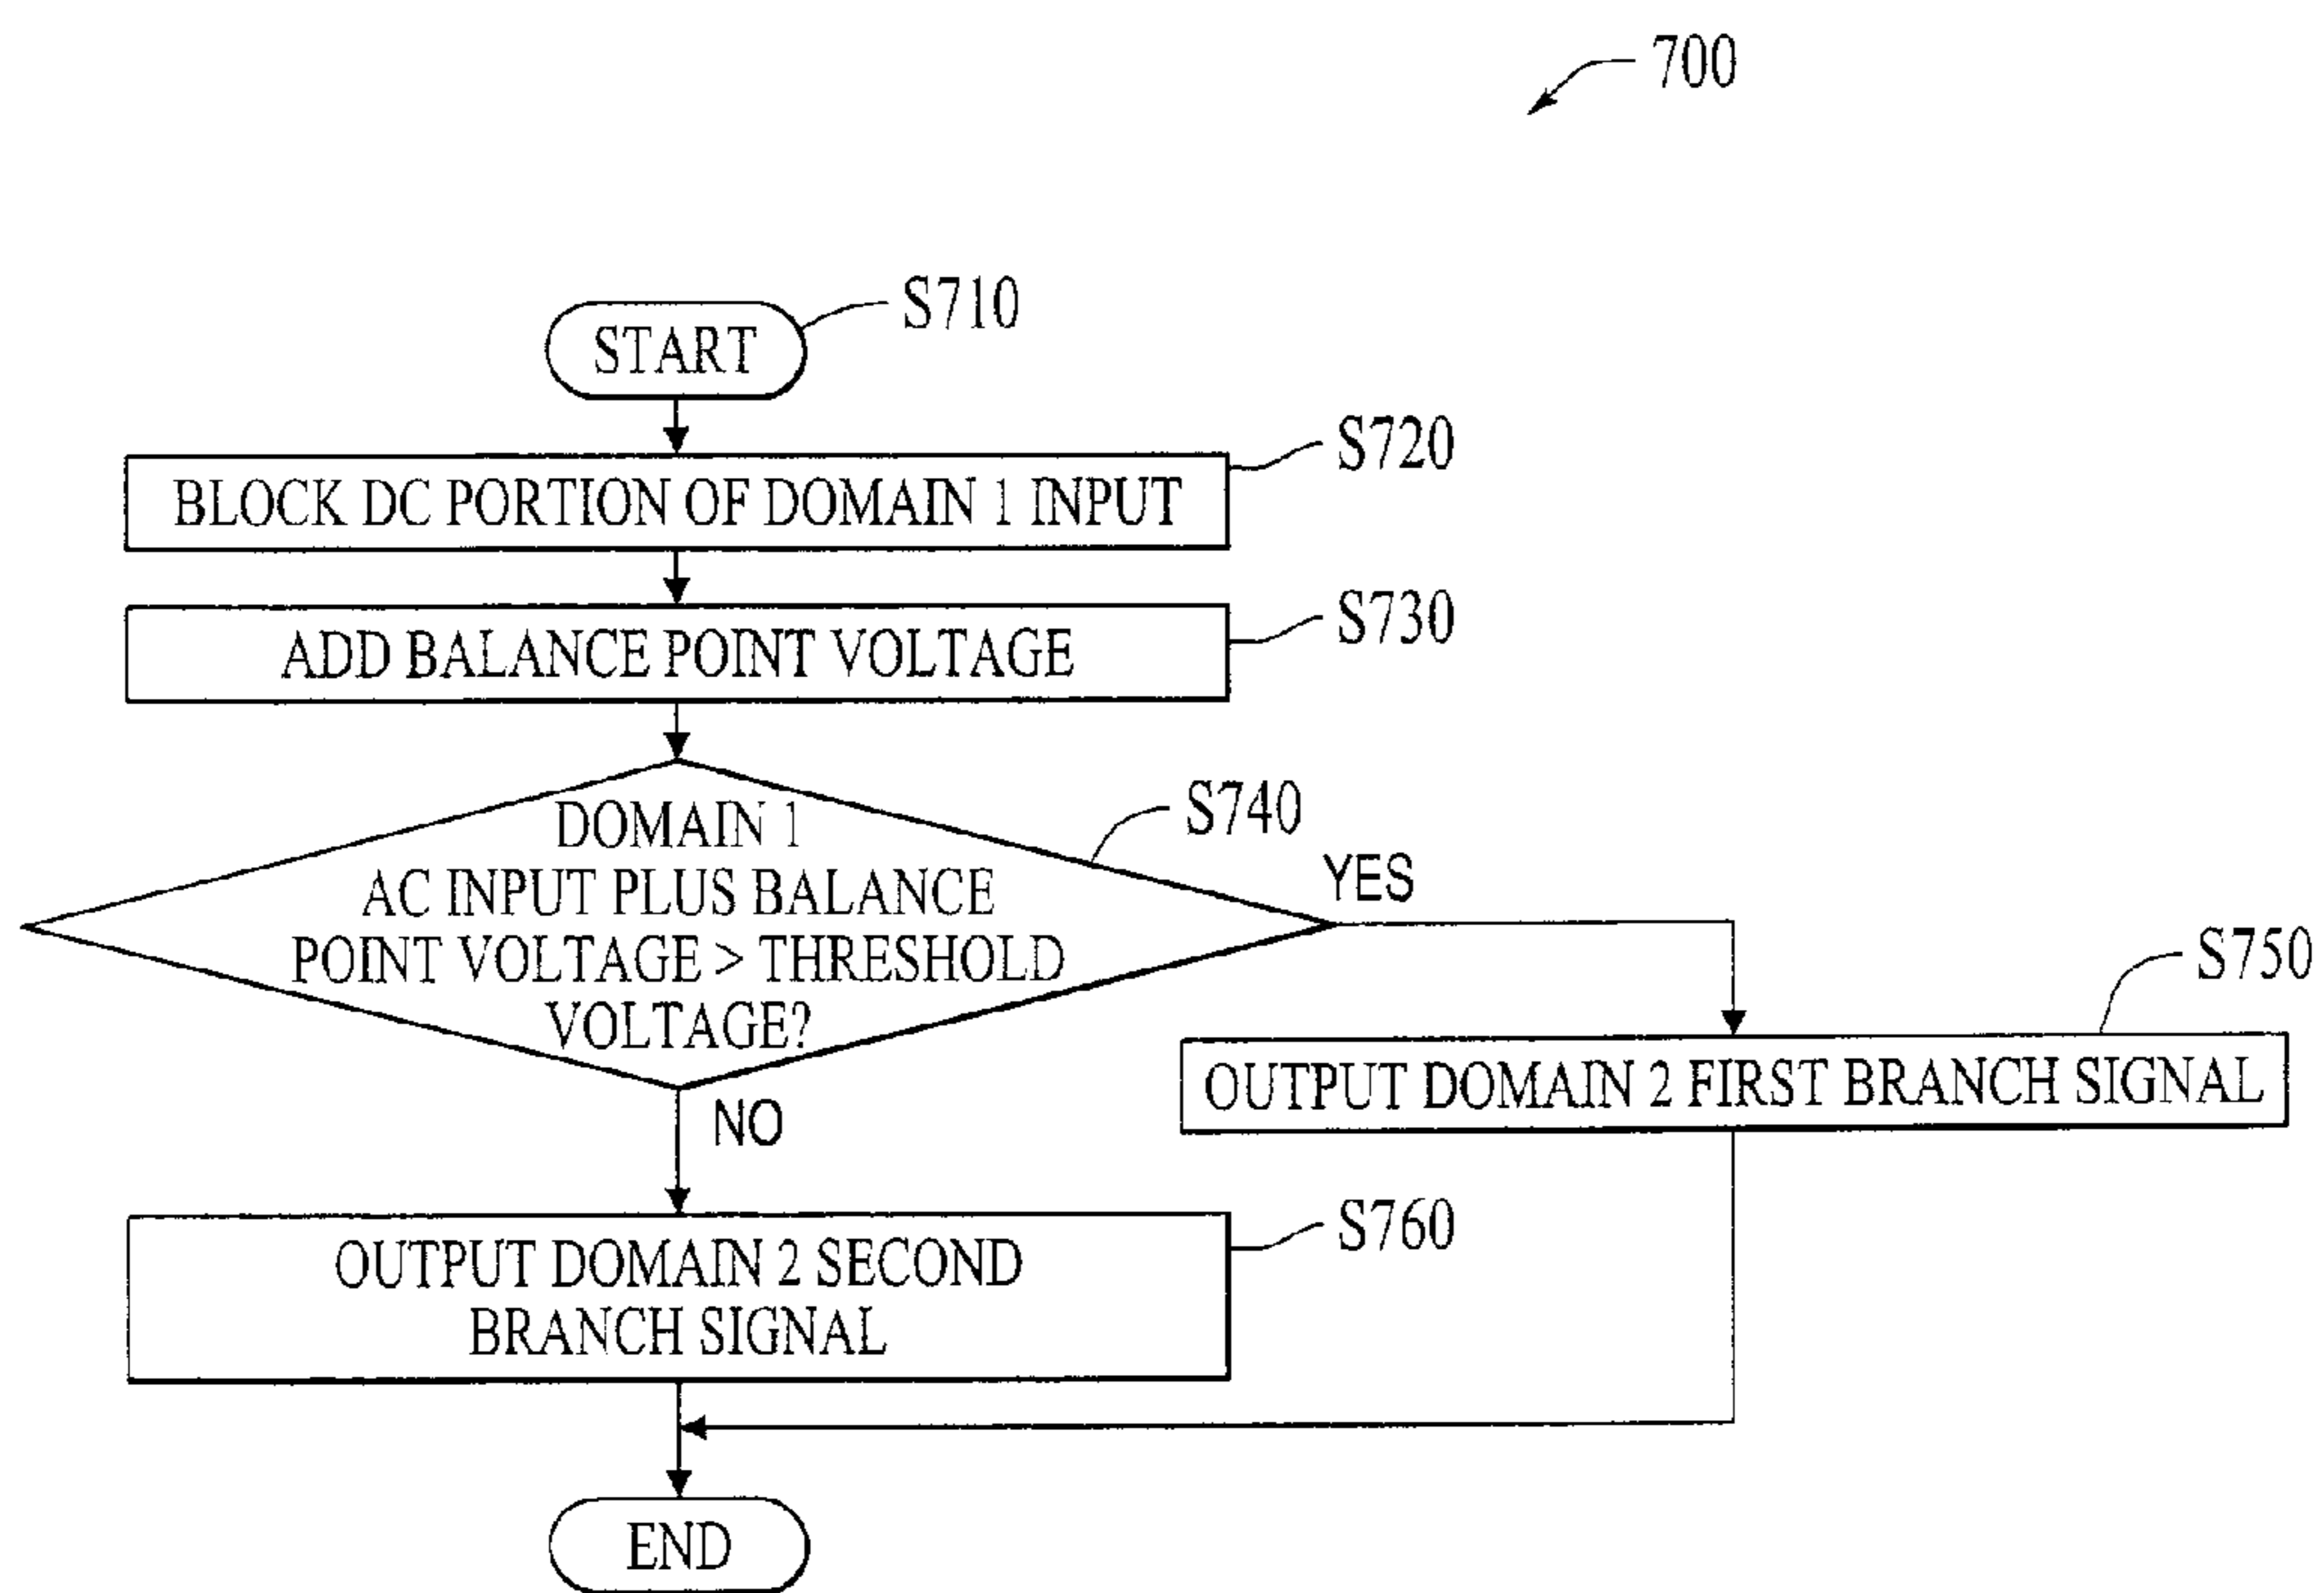 700
START
S710
BLOCK DC PORTION OF DOMAIN 1 INPUT
S720
ADD BALANCE POINT VOLTAGE
S730
DOMAIN 1
AC INPUT PLUS BALANCE
POINT VOLTAGE > THRESHOLD
VOLTAGE?
S740
YES
NO
OUTPUT DOMAIN 2 FIRST BRANCH SIGNAL
S750
OUTPUT DOMAIN 2 SECOND
BRANCH SIGNAL
S760
END